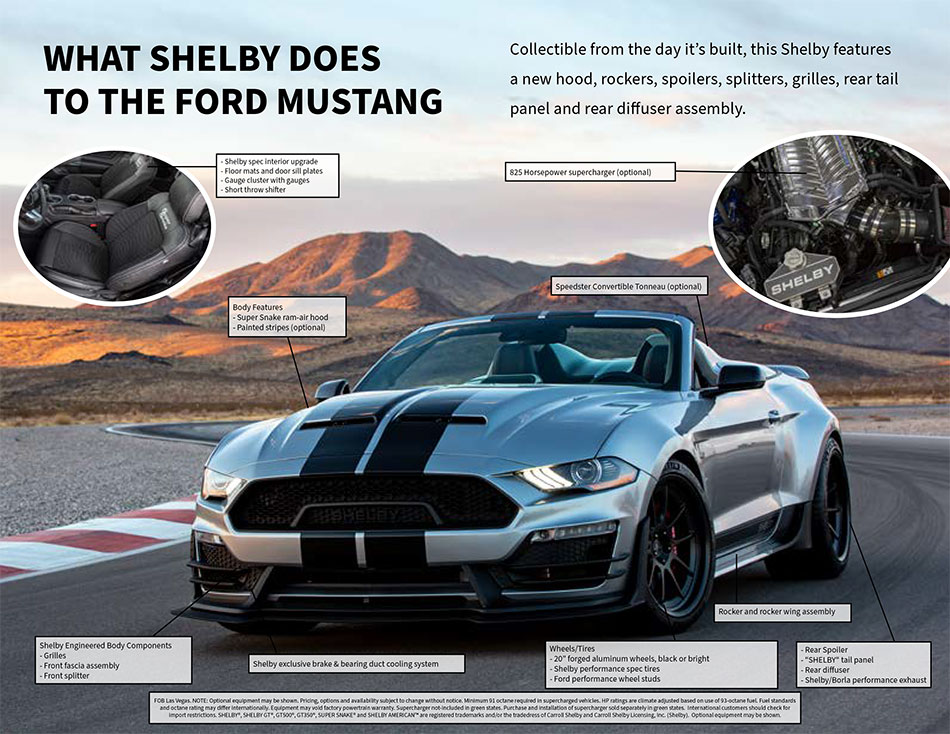 WHAT SHELBY DOES
TO THE FORD MUSTANG
Collectible from the day it’s built, this Shelby features
a new hood, rockers, spoilers, splitters, grilles, rear tail
panel and rear diffuser assembly.
- Shelby spec interior upgrade
- Floor mats and door sill plates
- Gauge cluster with gauges
- Short throw shifter
825 Horsepower supercharger (optional)
SHELBY
Speedster Convertible Tonneau (optional)
Body Features
- Super Snake ram-air hood
- Painted stripes (optional)
SHELBY
Rocker and rocker wing assembly
Shelby Engineered Body Components
- Grilles
- Front fascia assembly
- Front splitter
Shelby exclusive brake & bearing duct cooling system
Wheels/Tires
- 20” forged aluminum wheels, black or bright
- Shelby performance spec tires
- Ford performance wheel studs
- Rear Spoiler
- "SHELBY" tail panel
- Rear diffuser
- Shelby/Borla performance exhaust
FOB Las Vegas. NOTE: Optional equipment may be shown. Pricing, options and availability subject to change without notice. Minimum 91 octane required in supercharged vehicles. HP ratings are climate adjusted based on use of 93-octane fuel. Fuel standards
and octane rating may differ internationally. Equipment may void factory powertrain warranty. Supercharger not-included in green states. Purchase and installation of supercharger sold separately in green states. International customers should check for
import restrictions. SHELBY®, SHELBY GT®, GT500®, GT350®, SUPER SNAKE® and SHELBY AMERICAN™ are registered trademarks and/or the tradedress of Carroll Shelby and Carroll Shelby Licensing, Inc. (Shelby). Optional equipment may be shown.